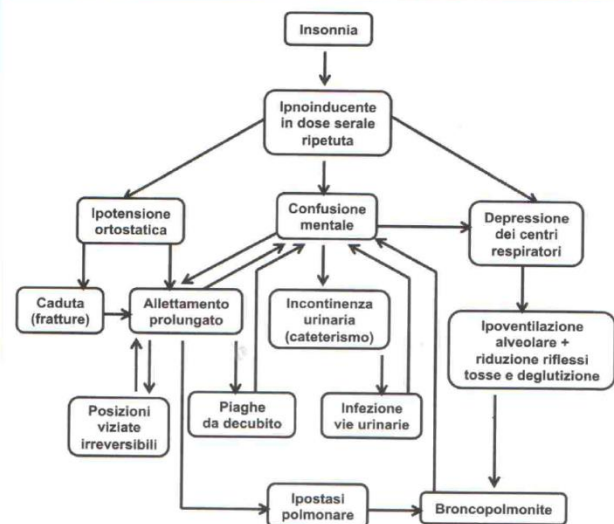 Insonnia
Ipnoinducente
in dose serale
ripetuta
Ipotensione
ortostatica
Confusione
mentale
Depressione
dei centri
respiratori
Caduta
(fratture)
Allettamento
prolungato
Incontinenza
urinaria
(cateterismo)
Ipoventilazione
alveolare +
riduzione riflessi
tosse e deglutizione
Posizioni
viziate
irreversibili
Piaghe
da decubito
Infezione
vie urinarie
Ipostasi
polmonare
Broncopolmonite